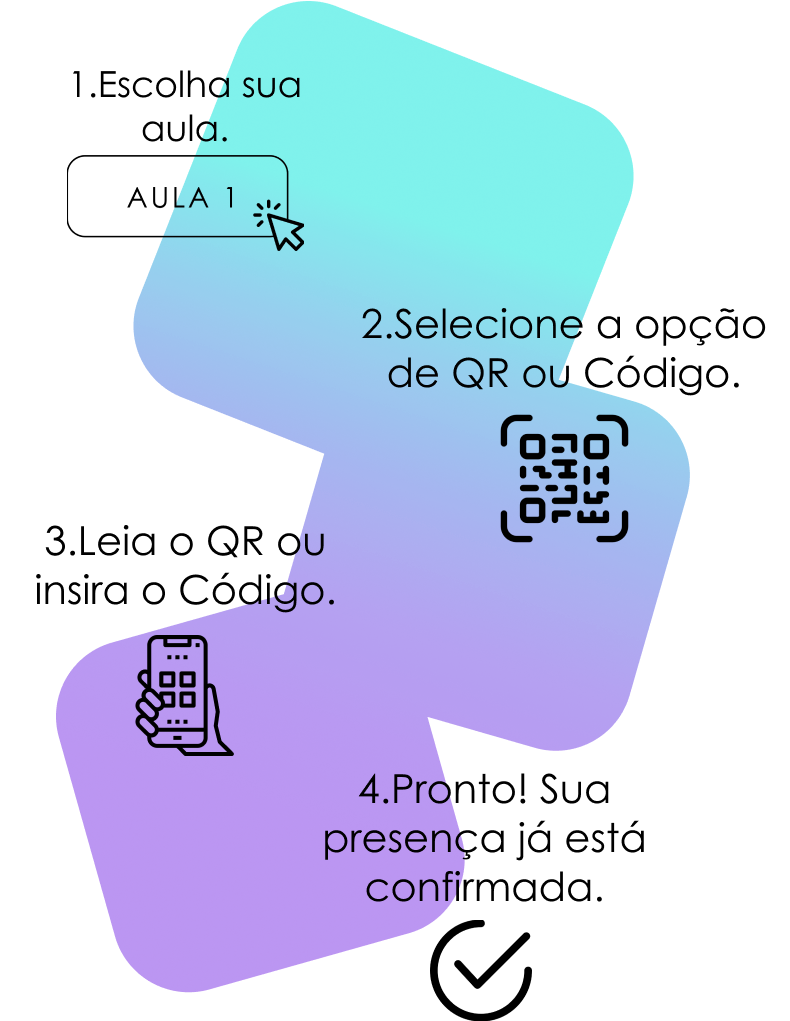 1.Escolha sua
aula.
AULA 1
2.Selecione a opção
de QR ou Código.
3.Leia o QR ou
insira o Código.
4.Pronto! Sua
presença já está
confirmada.